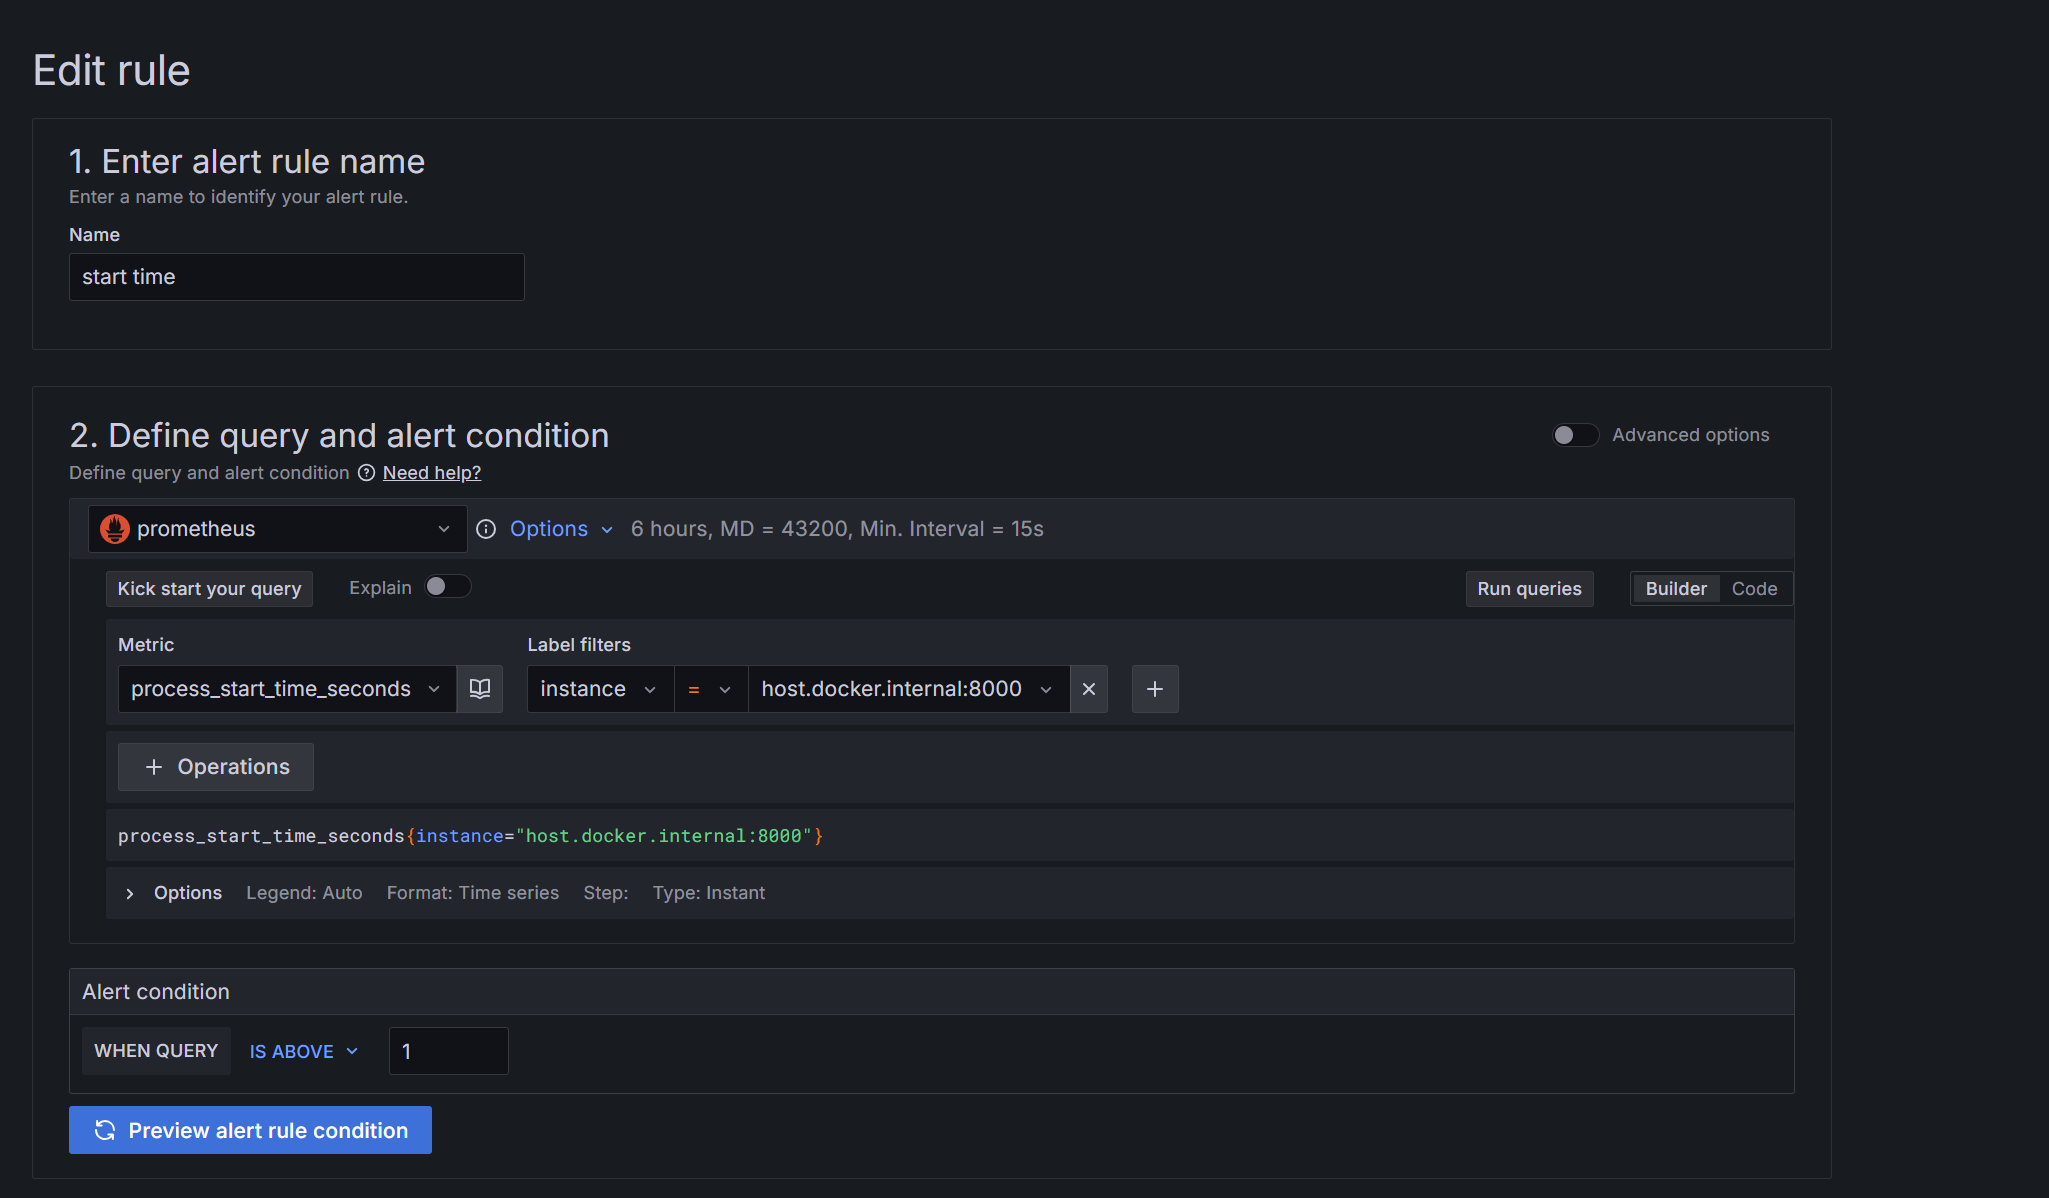 Edit rule
1. Enter alert rule name
Enter a name to identify your alert rule.
Name
start time
2. Define query and alert condition
Advanced options
Define query and alert condition Need help?
prometheus Options 6 hours, MD = 43200, Min. Interval = 15s
Kick start your query Explain Run queries Builder Code
Metric Label filters
process_start_time_seconds instance = host.docker.internal:8000
+ Operations
process_start_time_seconds{instance="host.docker.internal:8000"}
Options Legend: Auto Format: Time series Step: Type: Instant
Alert condition
WHEN QUERY IS ABOVE 1
Preview alert rule condition